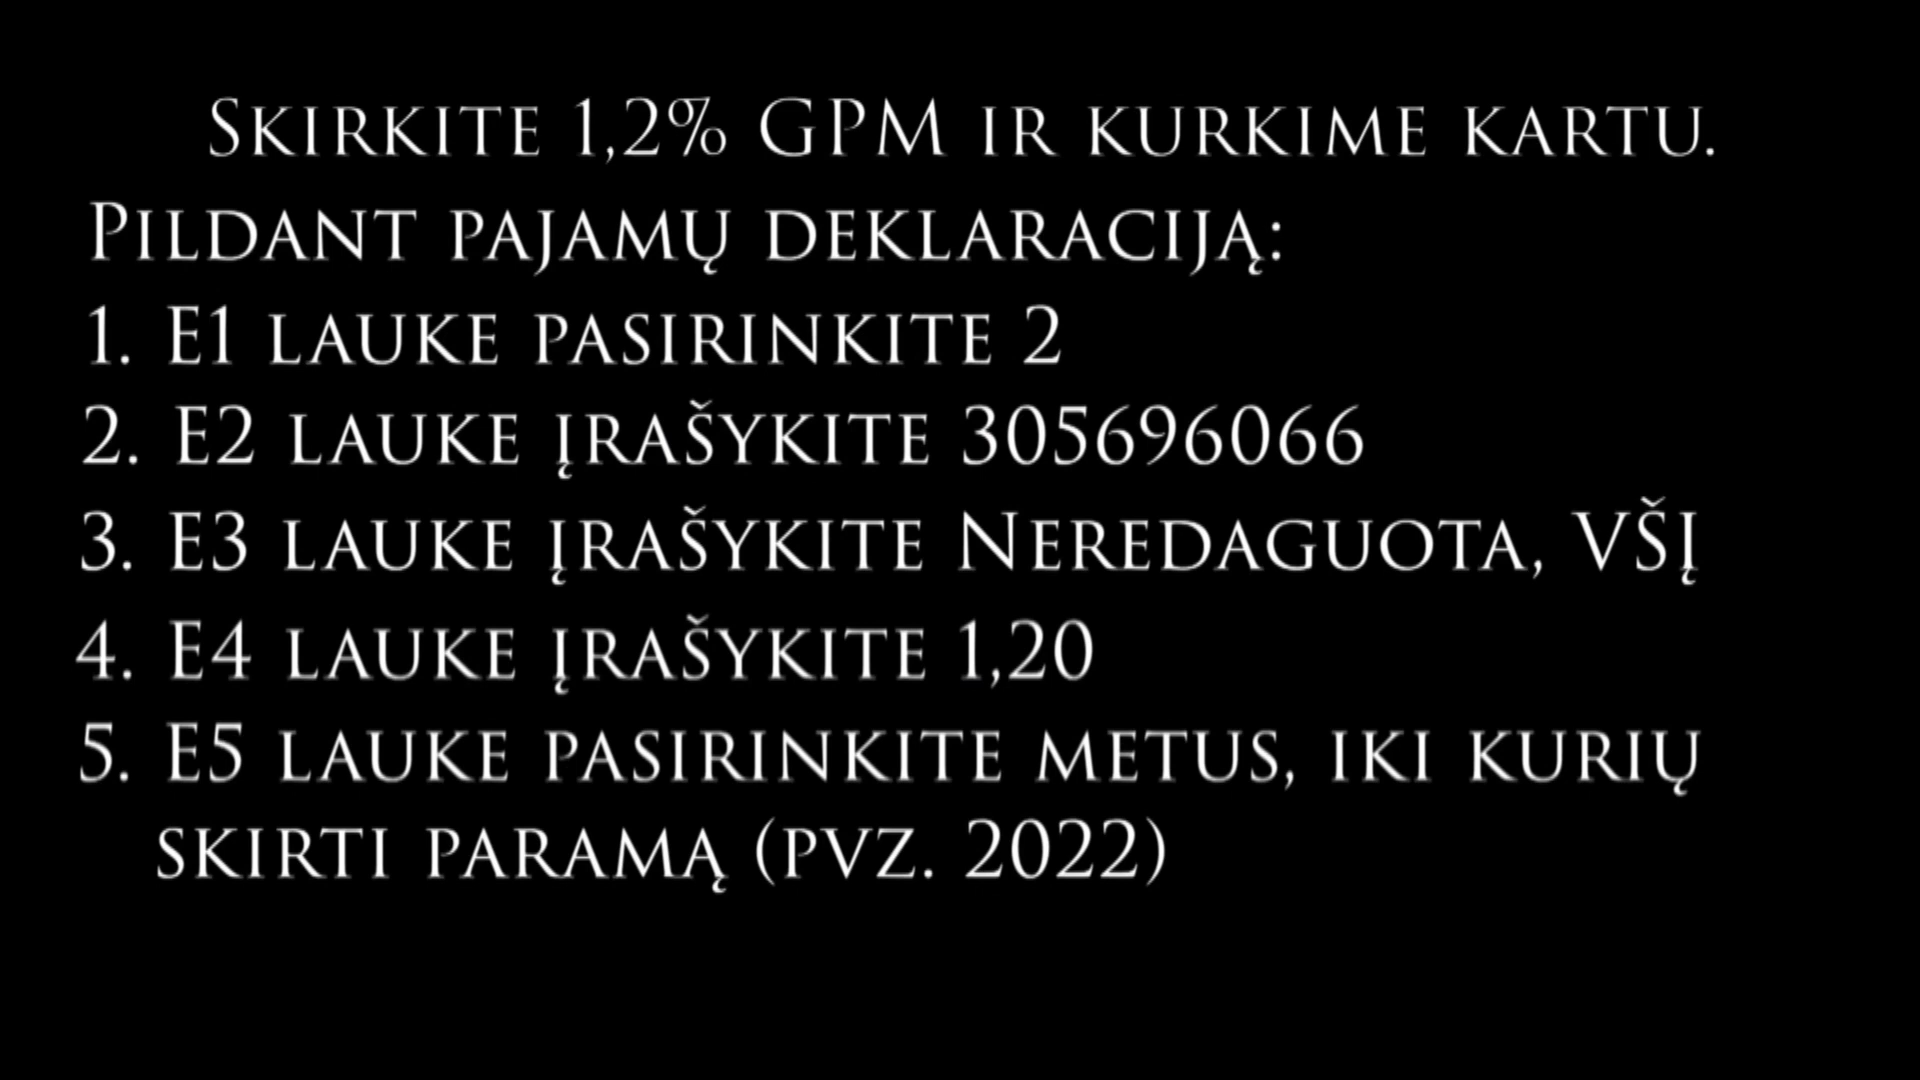 Skirkite 1,2% GPM ir kurkime kartu.
Pildant pajamų deklaraciją:
1. E1 lauke pasirinkite 2
2. E2 lauke įrašykite 305696066
3. E3 lauke įrašykite Neredaguota, VŠĮ
4. E4 lauke įrašykite 1,20
5. E5 lauke pasirinkite metus, iki kurių
skirti paramą (pvz. 2022)